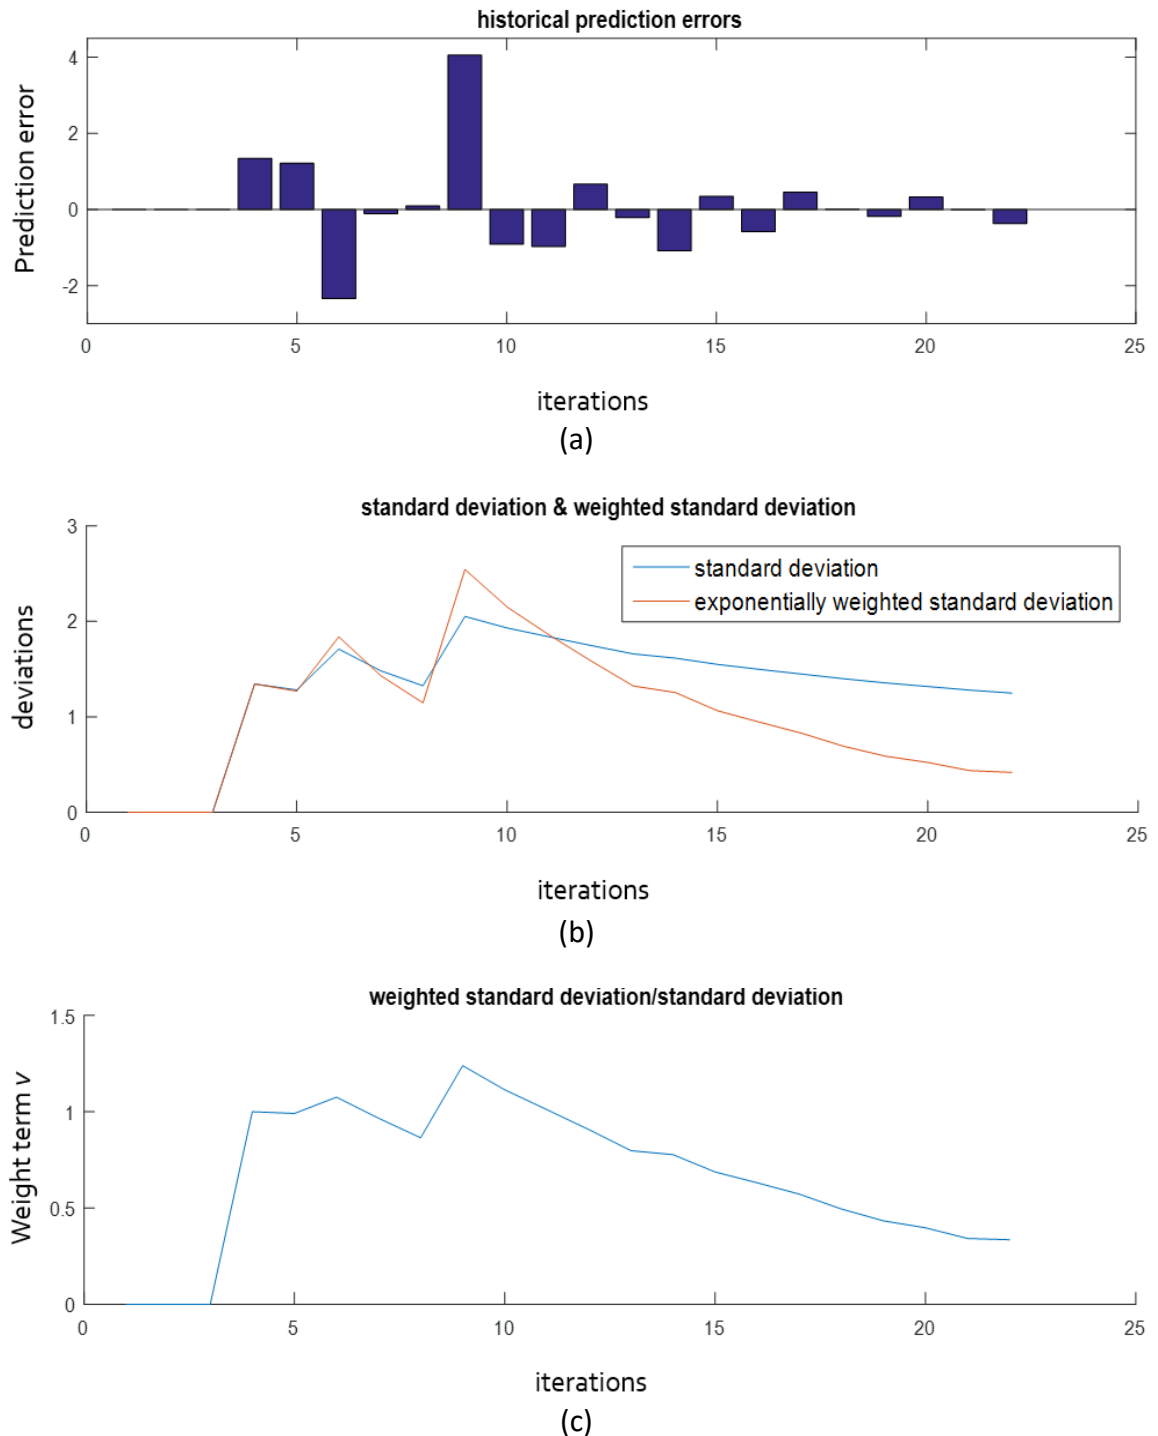 historical prediction errors
Prediction error
4
2
0
-2
0 5 10 15 20 25
iterations
(a)
standard deviation & weighted standard deviation
deviations
3
2
1
0
standard deviation
exponentially weighted standard deviation
0 5 10 15 20 25
iterations
(b)
weighted standard deviation/standard deviation
Weight term v
1.5
1
0.5
0
0 5 10 15 20 25
iterations
(c)